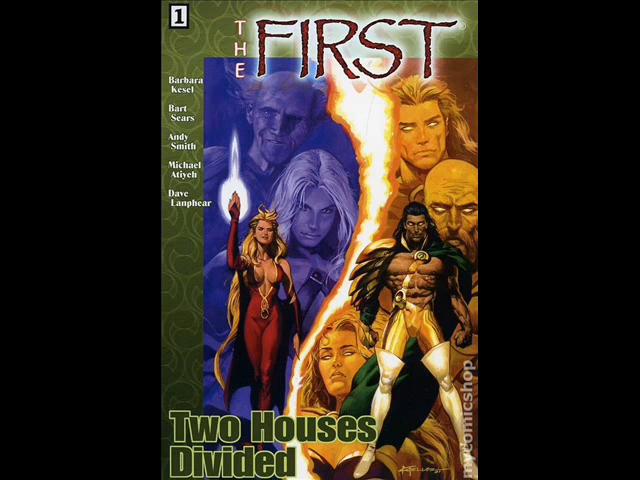 1
THE
FIRST
Barbara
Kesel
Bart
Sears
Andy
Smith
Michael
Atiyeh
Dave
Lanphear
Two Houses
Divided
mycomicshop